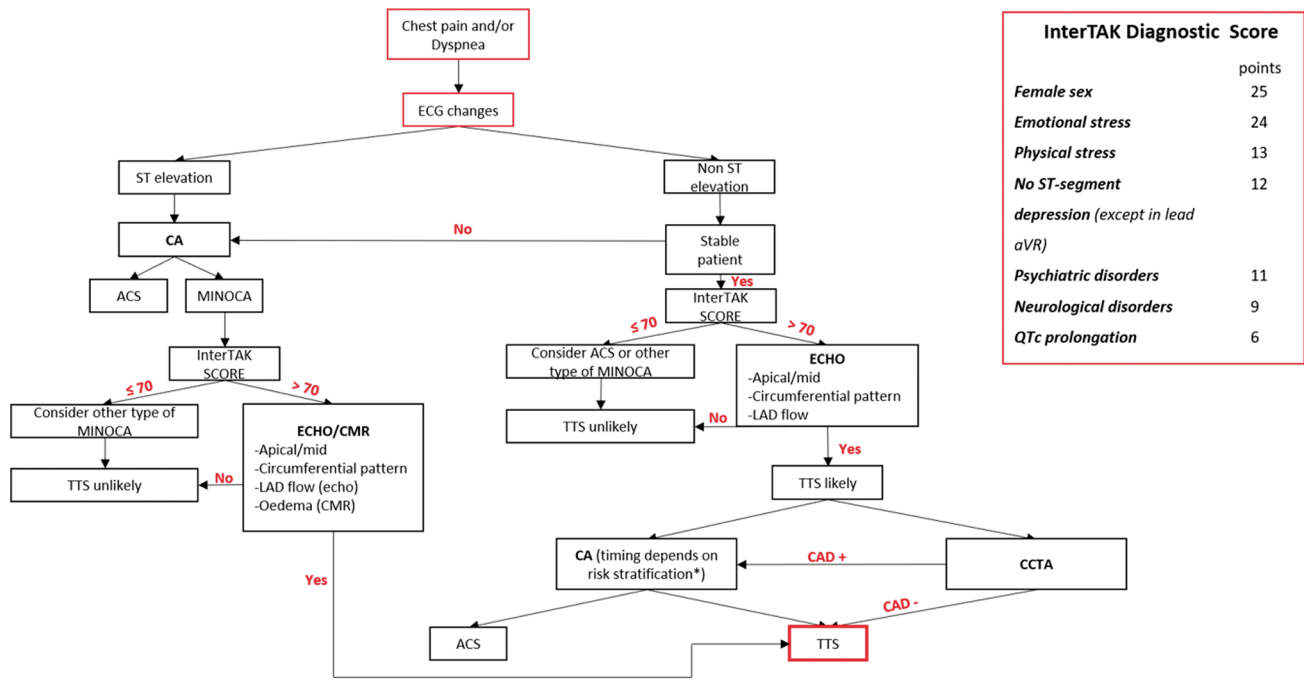 Chest pain and/or
Dyspnea
ECG changes
ST elevation
Non ST
elevation
CA
No
Stable
patient
Yes
ACS
MINOCA
InterTAK
SCORE
≤ 70
> 70
InterTAK
SCORE
≤ 70
> 70
Consider ACS or other
type of MINOCA
ECHO
-Apical/mid
-Circumferential pattern
-LAD flow
Consider other type of
MINOCA
ECHO/CMR
-Apical/mid
-Circumferential pattern
-LAD flow (echo)
-Oedema (CMR)
TTS unlikely
No
TTS unlikely
No
Yes
TTS likely
CA (timing depends on
risk stratification*)
CAD +
CCTA
Yes
CAD -
ACS
TTS
InterTAK Diagnostic Score
points
Female sex 25
Emotional stress 24
Physical stress 13
No ST-segment 12
depression (except in lead
aVR)
Psychiatric disorders 11
Neurological disorders 9
QTc prolongation 6